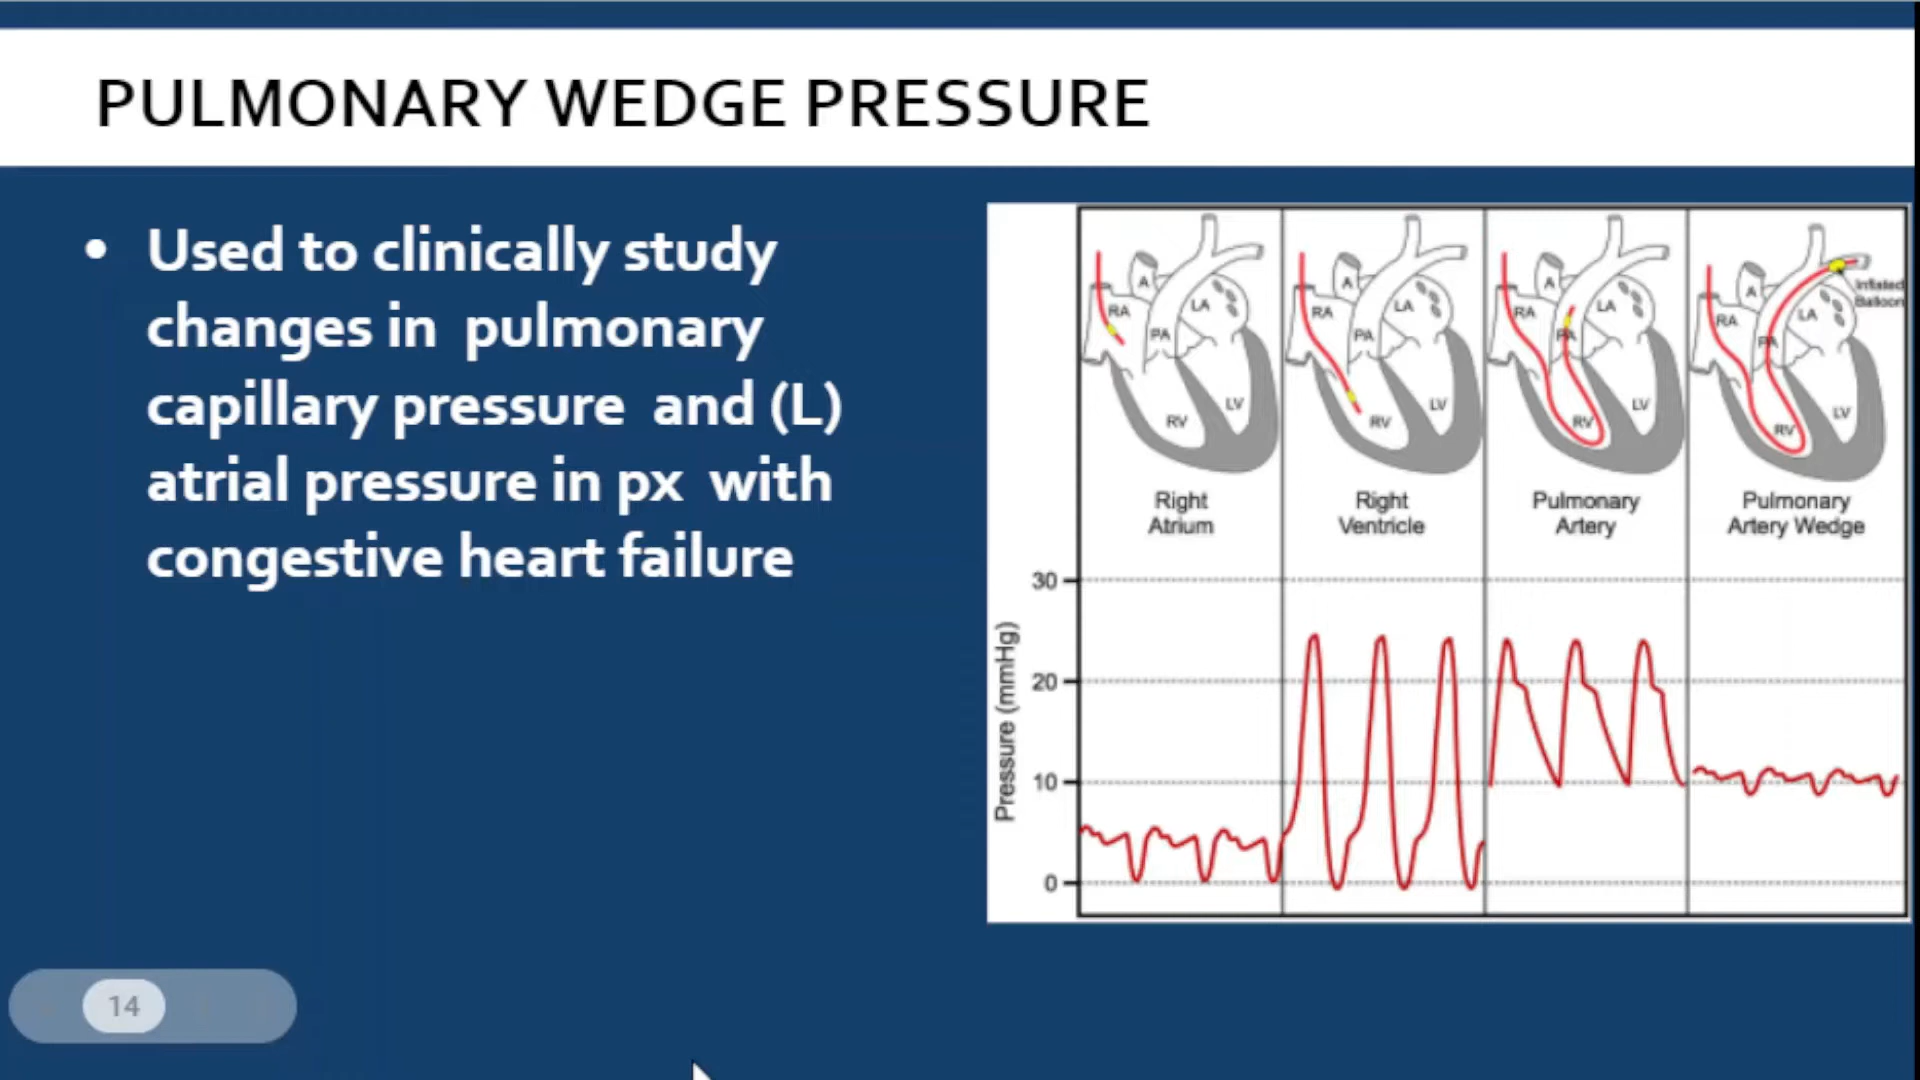 PULMONARY WEDGE PRESSURE
• Used to clinically study
changes in pulmonary
capillary pressure and (L)
atrial pressure in px with
congestive heart failure
A
RA
LA
PA
RV
LV
Right
Atrium
A
RA
LA
PA
RV
LV
Right
Ventricle
A
RA
LA
PA
RV
LV
Pulmonary
Artery
Inflated
Balloon
A
RA
LA
PA
RV
LV
Pulmonary
Artery Wedge
Pressure (mmHg)
30
20
10
0
14